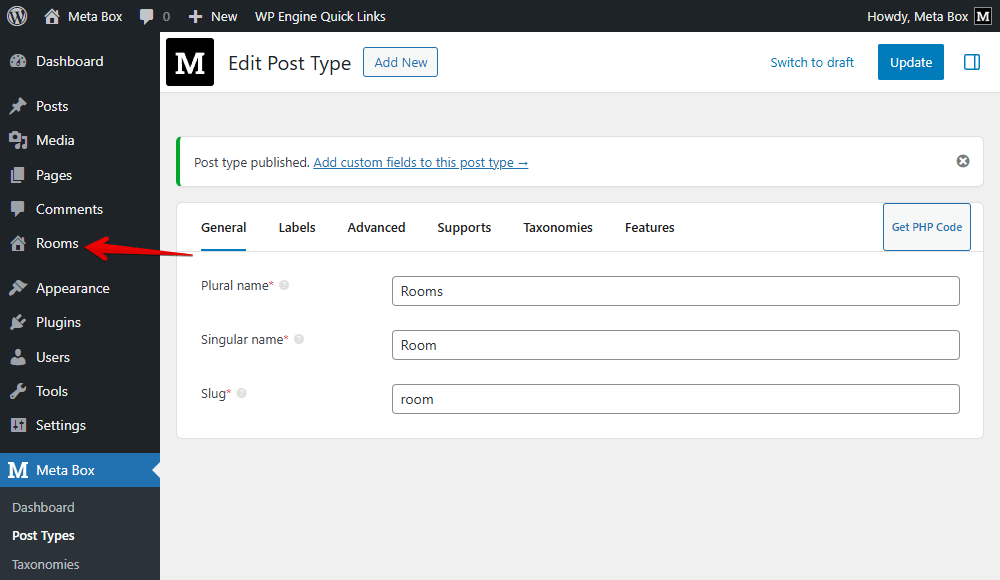 Meta Box 0 New WP Engine Quick Links Howdy, Meta Box M
Dashboard
Posts
Media
Pages
Comments
Rooms
Appearance
Plugins
Users
Tools
Settings
M Meta Box
Dashboard
Post Types
Taxonomies
M Edit Post Type Add New Switch to draft Update
Post type published. Add custom fields to this post type →
General Labels Advanced Supports Taxonomies Features Get PHP Code
Plural name* ? Rooms
Singular name* ? Room
Slug* ? room